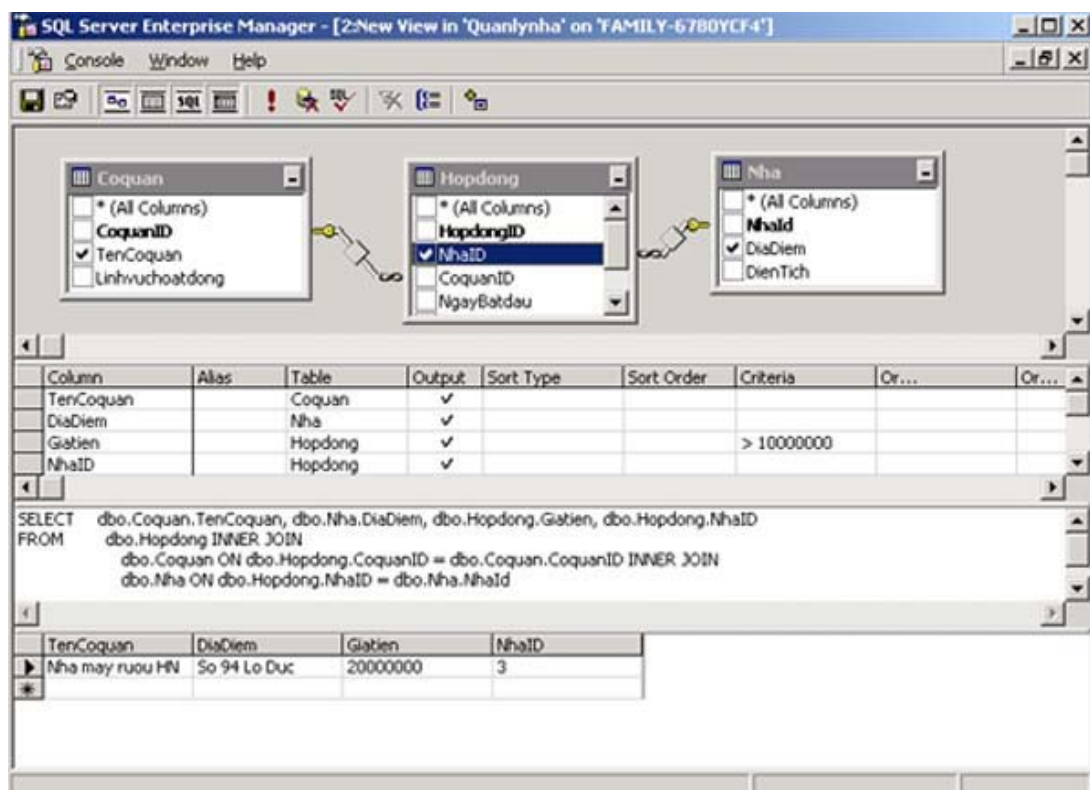 SQL Server Enterprise Manager - [2:New View in 'Quanlynha' on 'FAMILY-6780YCF4']
Console Window Help
SQL
SQL
Coquan
* (All Columns)
CoquanID
TenCoquan
Linhvuchoatdong
Hopdong
* (All Columns)
HopdongID
NhaID
CoquanID
NgayBatdau
Nha
* (All Columns)
NhaId
DiaDiem
DienTich
Column Alias Table Output Sort Type Sort Order Criteria Or... Or...
TenCoquan Coquan
DiaDiem Nha
Giatien Hopdong > 10000000
NhaID Hopdong
SELECT dbo.Coquan.TenCoquan, dbo.Nha.DiaDiem, dbo.Hopdong.Giatien, dbo.Hopdong.NhaID
FROM dbo.Hopdong INNER JOIN
dbo.Coquan ON dbo.Hopdong.CoquanID = dbo.Coquan.CoquanID INNER JOIN
dbo.Nha ON dbo.Hopdong.NhaID = dbo.Nha.NhaId
TenCoquan DiaDiem Giatien NhaID
Nha may ruou HN So 94 Lo Duc 20000000 3